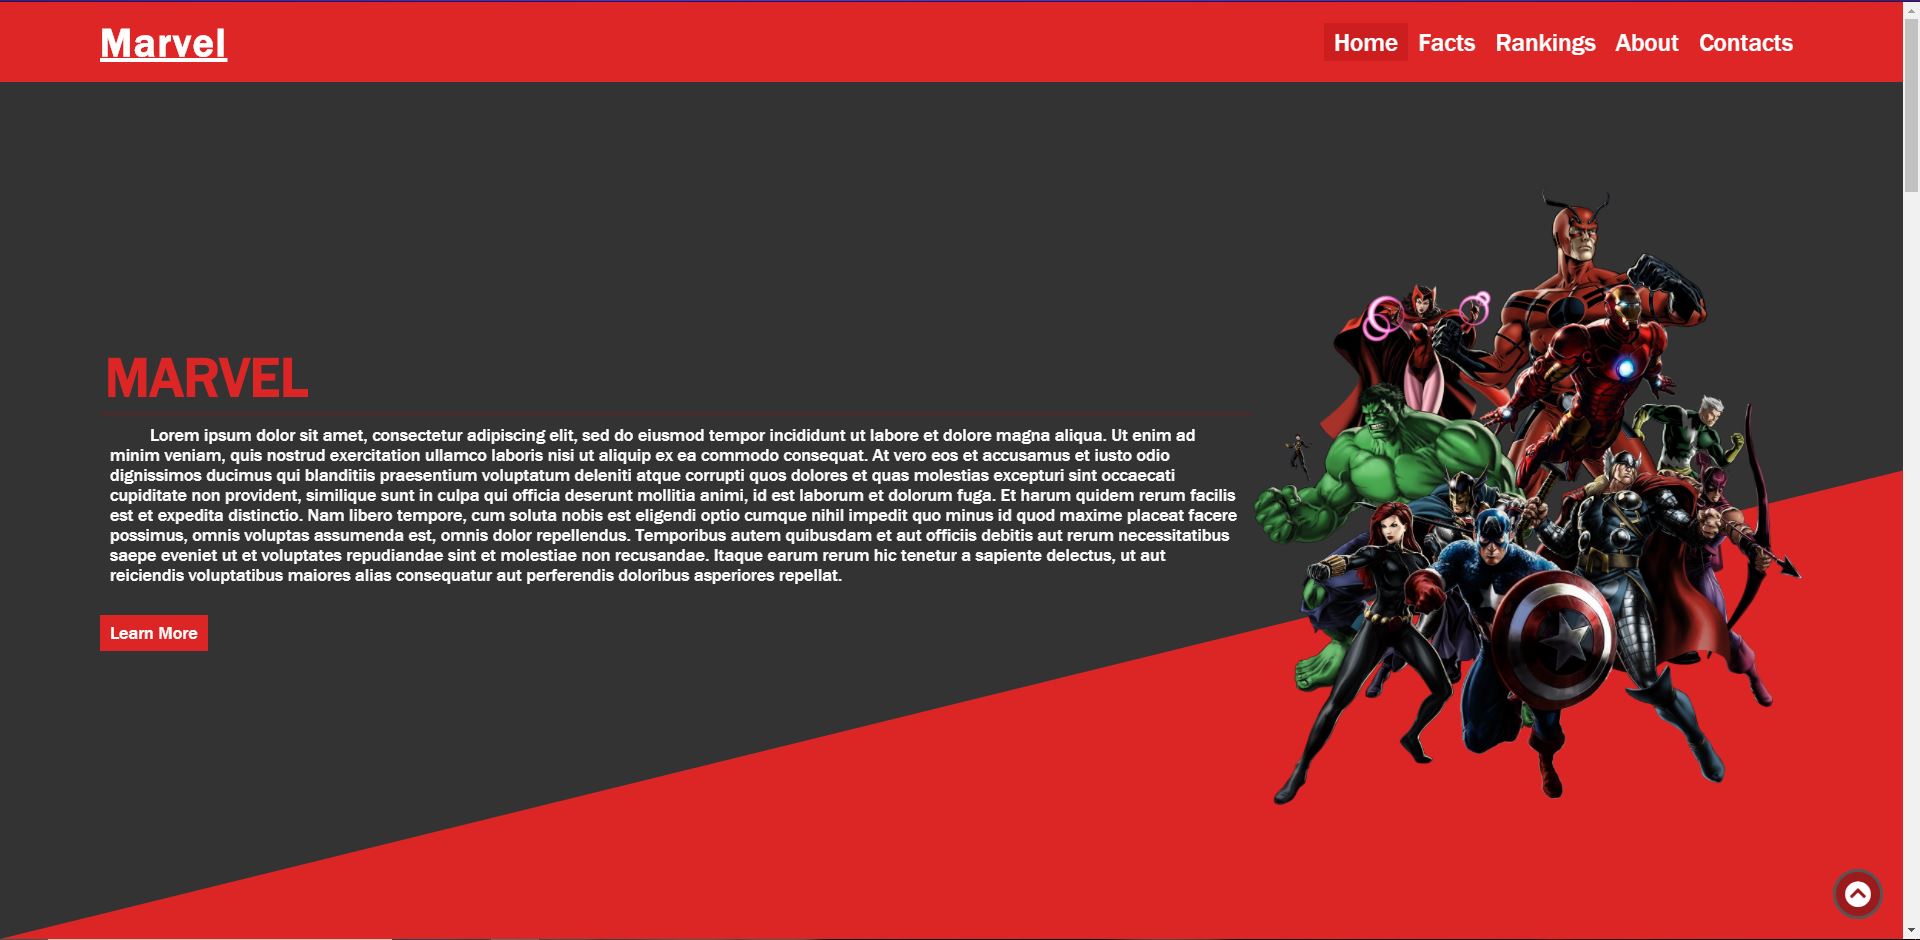 Marvel
Home Facts Rankings About Contacts
MARVEL
Lorem ipsum dolor sit amet, consectetur adipiscing elit, sed do eiusmod tempor incididunt ut labore et dolore magna aliqua. Ut enim ad
minim veniam, quis nostrud exercitation ullamco laboris nisi ut aliquip ex ea commodo consequat. At vero eos et accusamus et iusto odio
dignissimos ducimus qui blanditiis praesentium voluptatum deleniti atque corrupti quos dolores et quas molestias excepturi sint occaecati
cupiditate non provident, similique sunt in culpa qui officia deserunt mollitia animi, id est laborum et dolorum fuga. Et harum quidem rerum facilis
est et expedita distinctio. Nam libero tempore, cum soluta nobis est eligendi optio cumque nihil impedit quo minus id quod maxime placeat facere
possimus, omnis voluptas assumenda est, omnis dolor repellendus. Temporibus autem quibusdam et aut officiis debitis aut rerum necessitatibus
saepe eveniet ut et voluptates repudiandae sint et molestiae non recusandae. Itaque earum rerum hic tenetur a sapiente delectus, ut aut
reiciendis voluptatibus maiores alias consequatur aut perferendis doloribus asperiores repellat.
Learn More